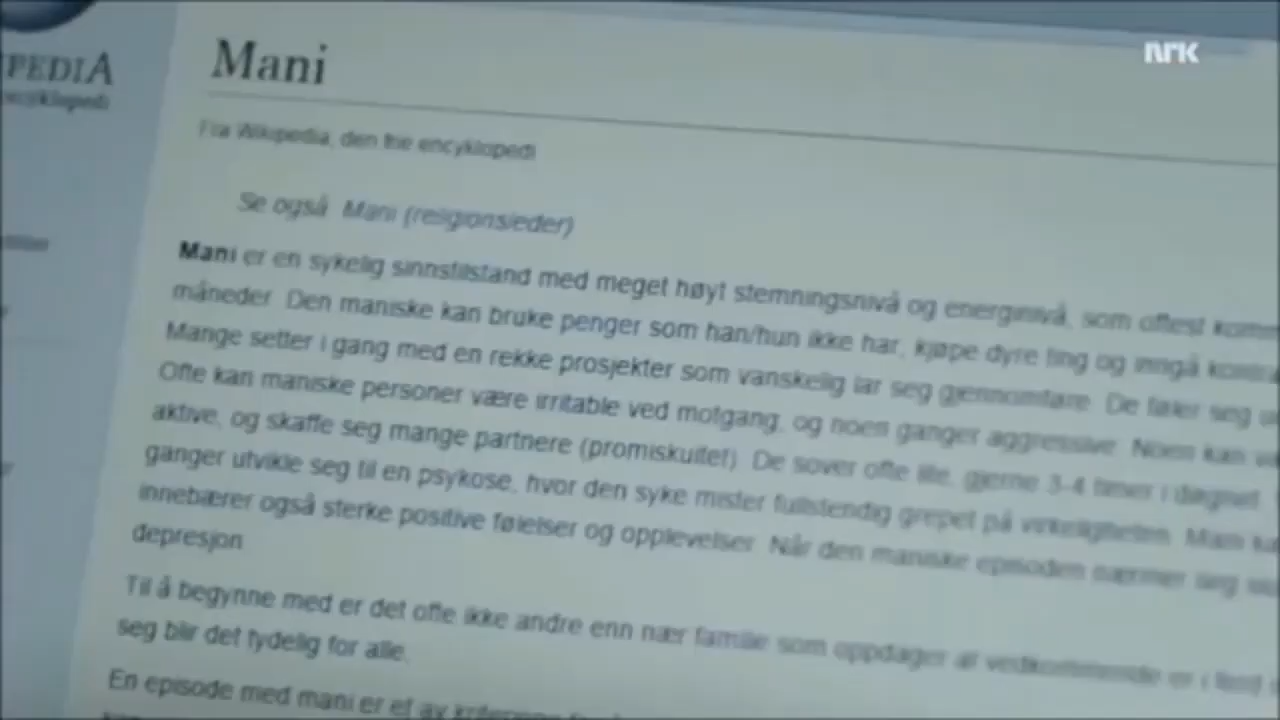 NRK
PEDIA
encyklopedi
Mani
Fra Wikipedia, den frie encyklopedi
Se også: Mani (religionsleder)
Mani er en sykelig sinnstilstand med meget høyt stemningsnivå og energinivå, som oftest
måneder. Den maniske kan bruke penger som han/hun ikke har, kjøpe dyre ting og inngå
Mange setter i gang med en rekke prosjekter som vanskelig lar seg gjennomføre. De føler seg
Ofte kan maniske personer være irritable ved motgang, og noen ganger aggressive. Noen kan
aktive, og skaffe seg mange partnere (promiskuitet). De sover ofte lite, gjerne 3-4 timer i døgnet.
ganger utvikle seg til en psykose, hvor den syke mister fullstendig grepet på virkeligheten. Mani
innebærer også sterke positive følelser og opplevelser. Når den maniske episoden nærmer seg
depresjon.
Til å begynne med er det ofte ikke andre enn nær familie som oppdager at vedkommende er i
seg blir det tydelig for alle.
En episode med mani er et av kriteriene